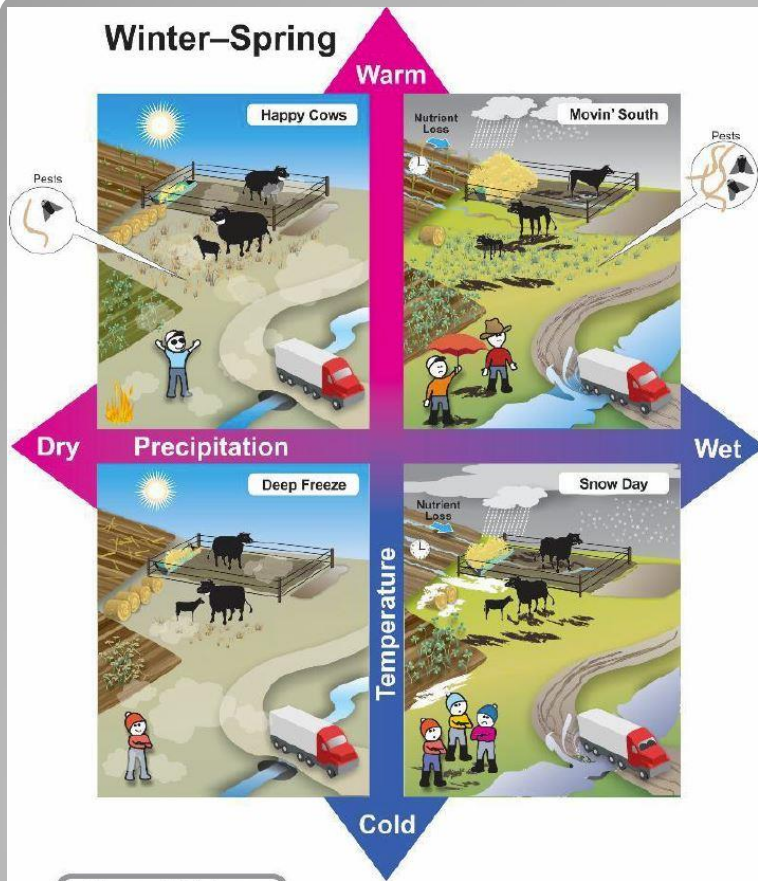 Winter–Spring
Warm
Happy Cows
Movin' South
Nutrient
Loss
Pests
Pests
Dry
Precipitation
Wet
Deep Freeze
Snow Day
Nutrient
Loss
Temperature
Cold